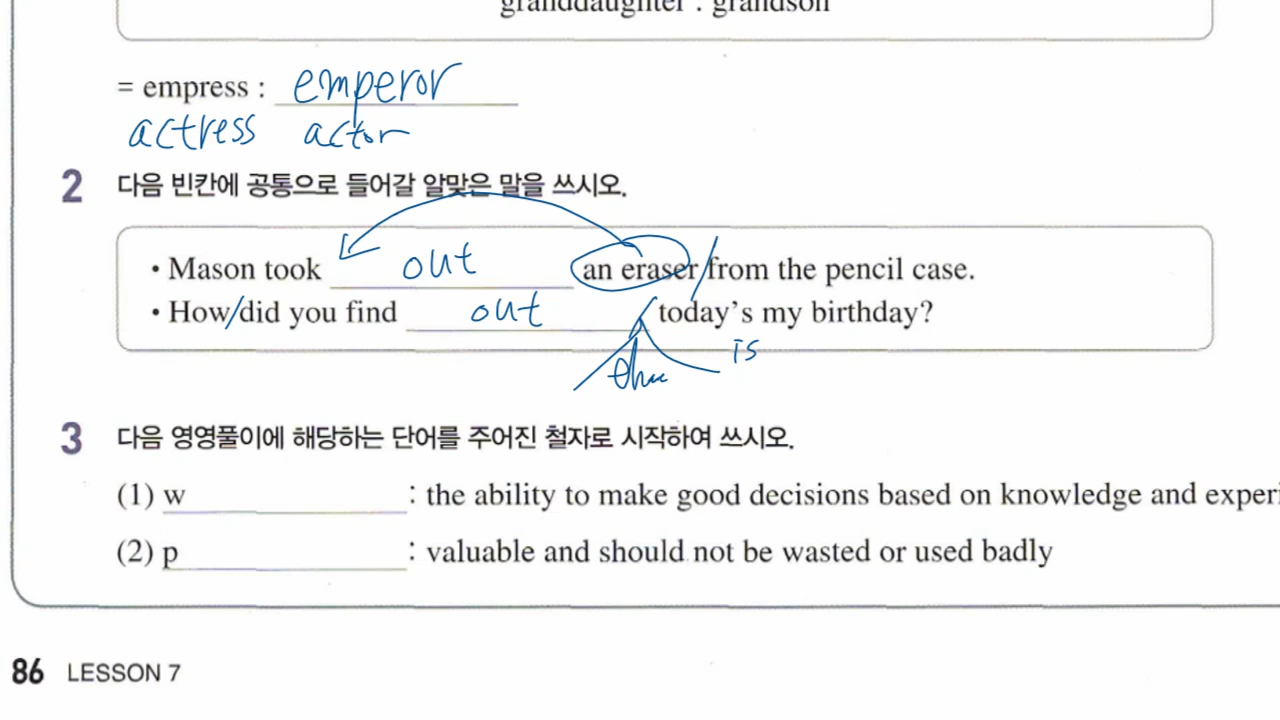 granddaughter : grandson
= empress : emperor
actress actor
2 다음 빈칸에 공통으로 들어갈 알맞은 말을 쓰시오.
• Mason took out an eraser from the pencil case.
• How did you find out today's my birthday?
is
3 다음 영영풀이에 해당하는 단어를 주어진 철자로 시작하여 쓰시오.
(1) w : the ability to make good decisions based on knowledge and experi
(2) p : valuable and should not be wasted or used badly
86 LESSON 7